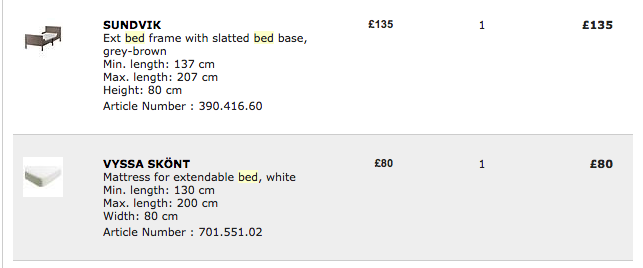 SUNDVIK £135 1 £135
Ext bed frame with slatted bed base,
grey-brown
Min. length: 137 cm
Max. length: 207 cm
Height: 80 cm
Article Number : 390.416.60
VYSSA SKÖNT £80 1 £80
Mattress for extendable bed, white
Min. length: 130 cm
Max. length: 200 cm
Width: 80 cm
Article Number : 701.551.02